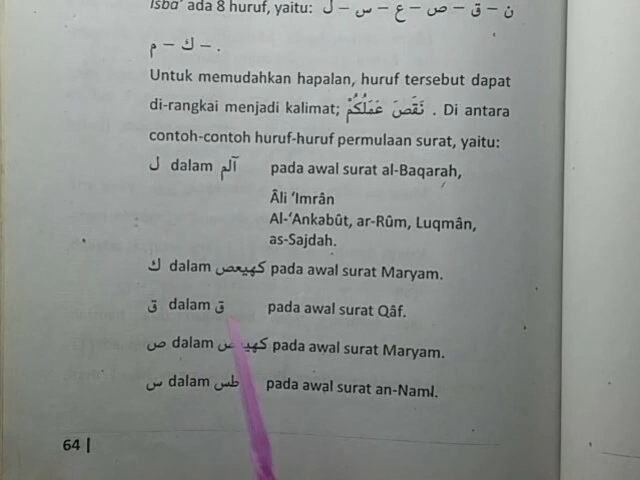 Isba' ada 8 huruf, yaitu: ن – ق – ص – ع – س – ل
م – ك – .
Untuk memudahkan hapalan, huruf tersebut dapat
di-rangkai menjadi kalimat; نَقَصَ عَمَلُكُمْ . Di antara
contoh-contoh huruf-huruf permulaan surat, yaitu:
ل dalam آلم pada awal surat al-Baqarah,
Âli ‘Imrân
Al-‘Ankabût, ar-Rûm, Luqmân,
as-Sajdah.
ك dalam كهيعص pada awal surat Maryam.
ق dalam ق pada awal surat Qâf.
ص dalam كهيعص pada awal surat Maryam.
س dalam طس pada awal surat an-Naml.
64 |